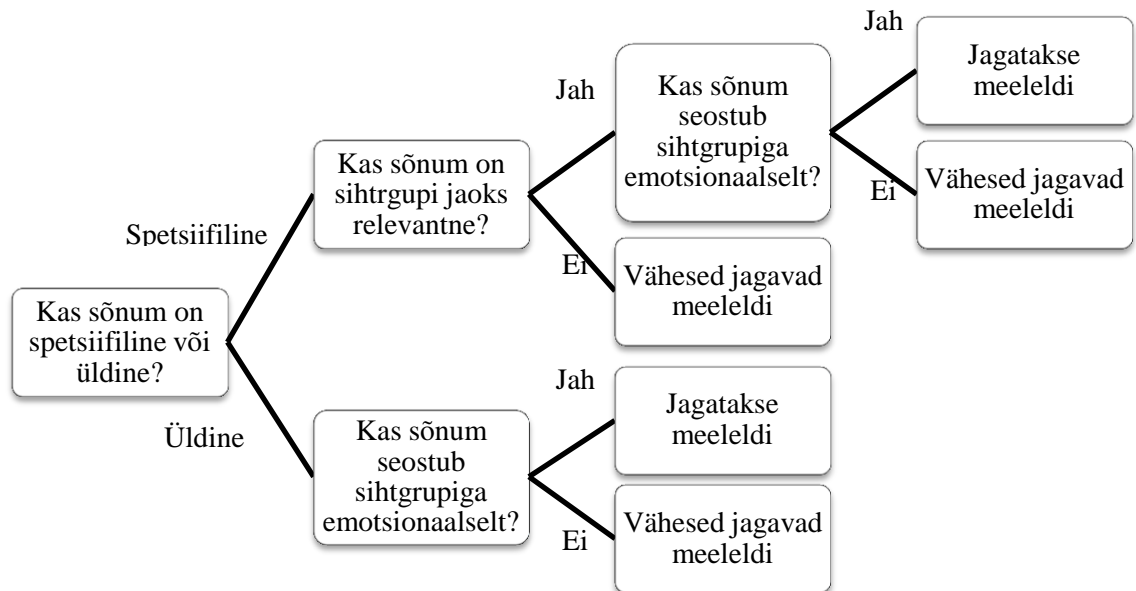 Kas sõnum on
spetsiifiline või
üldine?
Spetsiifiline
Kas sõnum on
sihtrgupi jaoks
relevantne?
Jah
Kas sõnum
seostub
sihtgrupiga
emotsionaalselt?
Jah
Jagatakse
meeleldi
Ei
Vähesed jagavad
meeleldi
Ei
Vähesed jagavad
meeleldi
Üldine
Kas sõnum
seostub
sihtgrupiga
emotsionaalselt?
Jah
Jagatakse
meeleldi
Ei
Vähesed jagavad
meeleldi